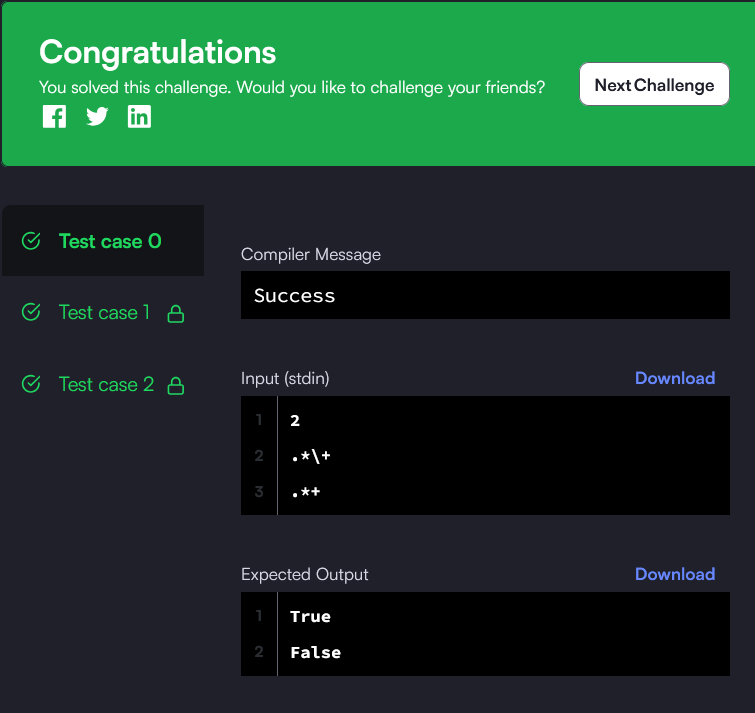 Congratulations
You solved this challenge. Would you like to challenge your friends?
Next Challenge
Test case 0
Test case 1
Test case 2
Compiler Message
Success
Input (stdin)
Download
1 2
2 .*\+
3 .*+
Expected Output
Download
1 True
2 False